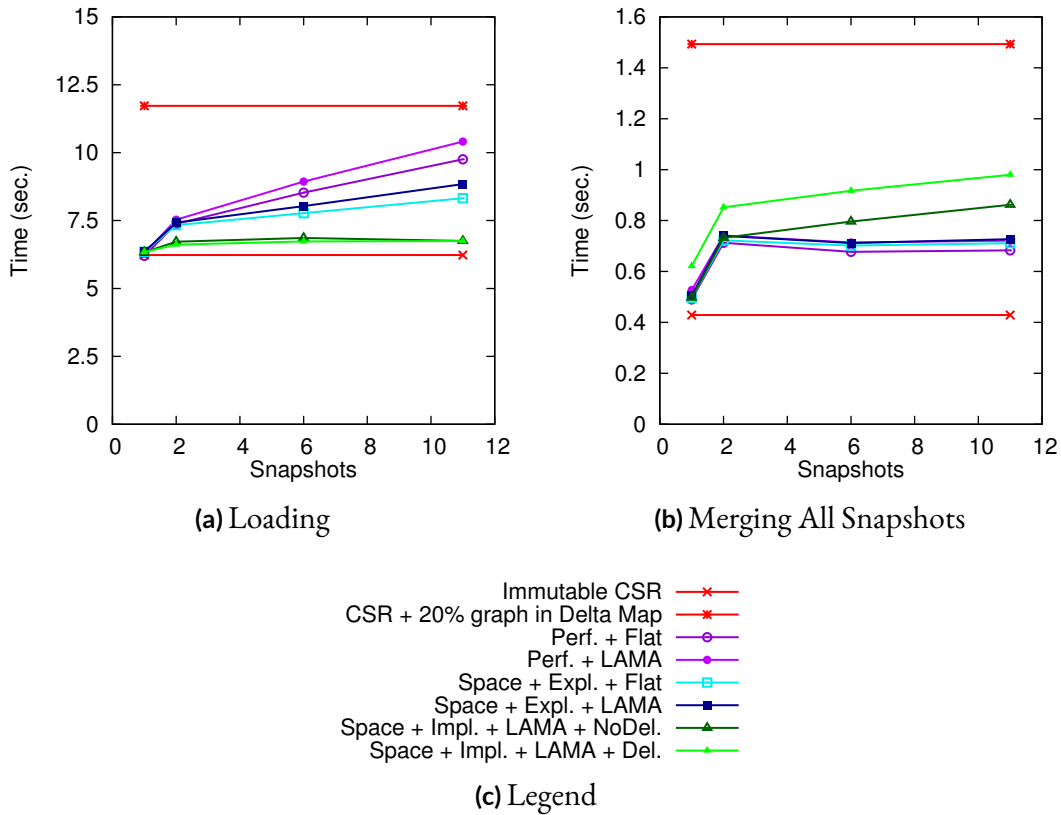 15
12.5
10
7.5
5
2.5
0
Time (sec.)
0 2 4 6 8 10 12
Snapshots
(a) Loading
1.6
1.4
1.2
1
0.8
0.6
0.4
0.2
0
Time (sec.)
0 2 4 6 8 10 12
Snapshots
(b) Merging All Snapshots
Immutable CSR
CSR + 20% graph in Delta Map
Perf. + Flat
Perf. + LAMA
Space + Expl. + Flat
Space + Expl. + LAMA
Space + Impl. + LAMA + NoDel.
Space + Impl. + LAMA + Del.
(c) Legend